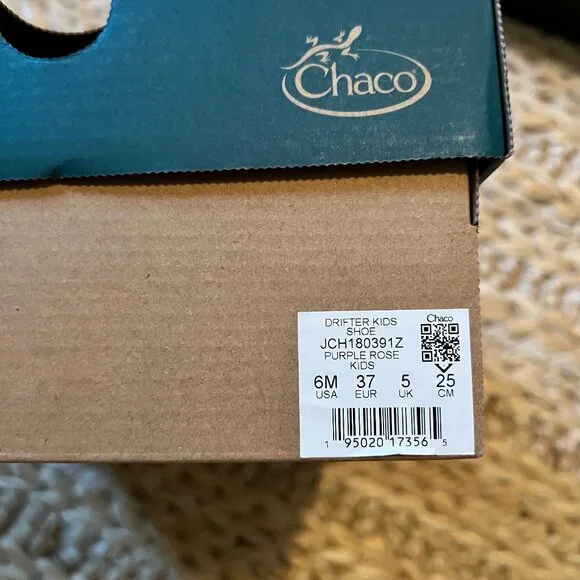 Chaco
DRIFTER KIDS
SHOE
Chaco
JCH180391Z
PURPLE ROSE
KIDS
6M 37 5 25
USA EUR UK CM
1 95020 17356 5